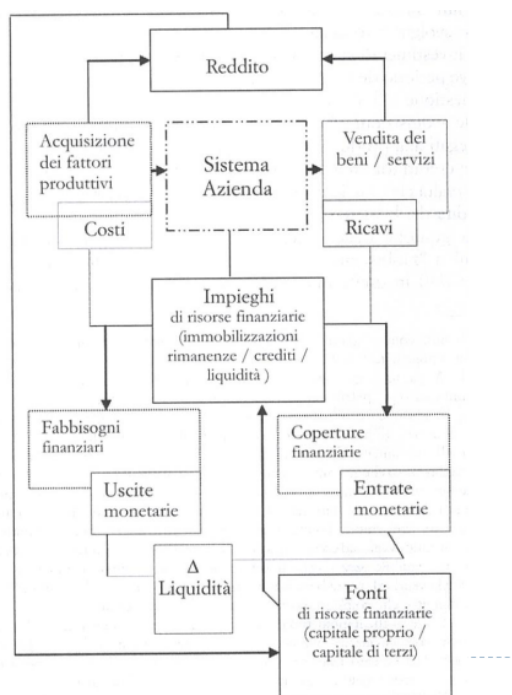 Reddito
Acquisizione
dei fattori
produttivi
Sistema
Azienda
Vendita dei
beni / servizi
Costi
Ricavi
Impieghi
di risorse finanziarie
(immobilizzazioni
rimanenze / crediti /
liquidità )
Fabbisogni
finanziari
Coperture
finanziarie
Uscite
monetarie
Entrate
monetarie
Δ
Liquidità
Fonti
di risorse finanziarie
(capitale proprio /
capitale di terzi)